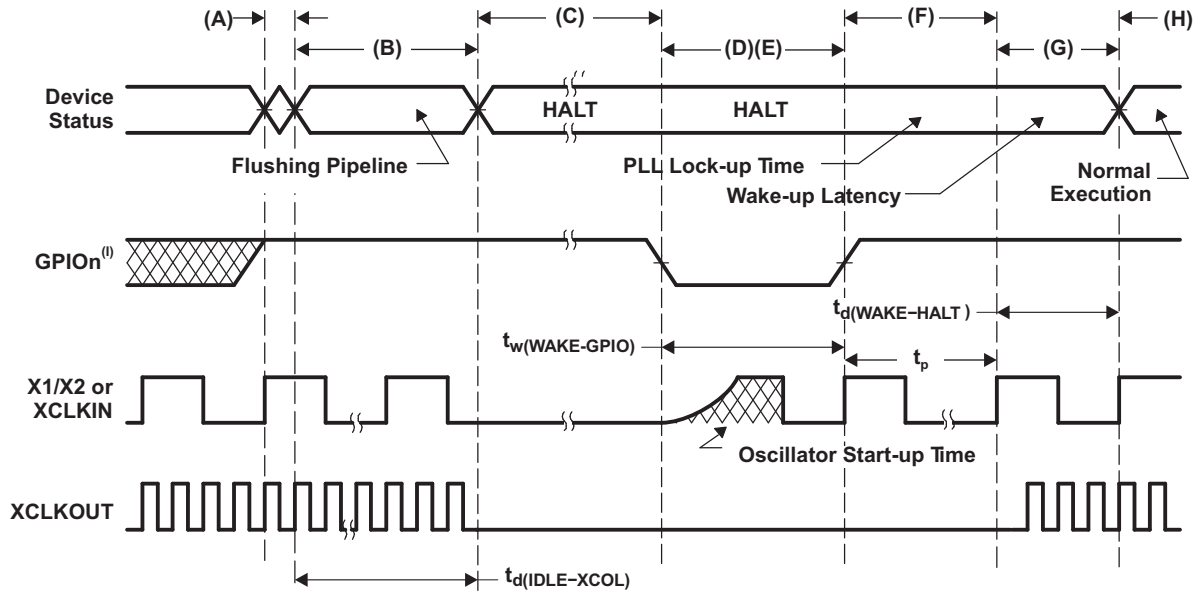 (A)
(C)
(F)
(H)
(B)
(D)(E)
(G)
Device
Status
HALT
HALT
Flushing Pipeline
PLL Lock-up Time
Wake-up Latency
Normal
Execution
GPIOn(I)
td(WAKE−HALT )
tw(WAKE-GPIO)
tp
X1/X2 or
XCLKIN
Oscillator Start-up Time
XCLKOUT
td(IDLE−XCOL)